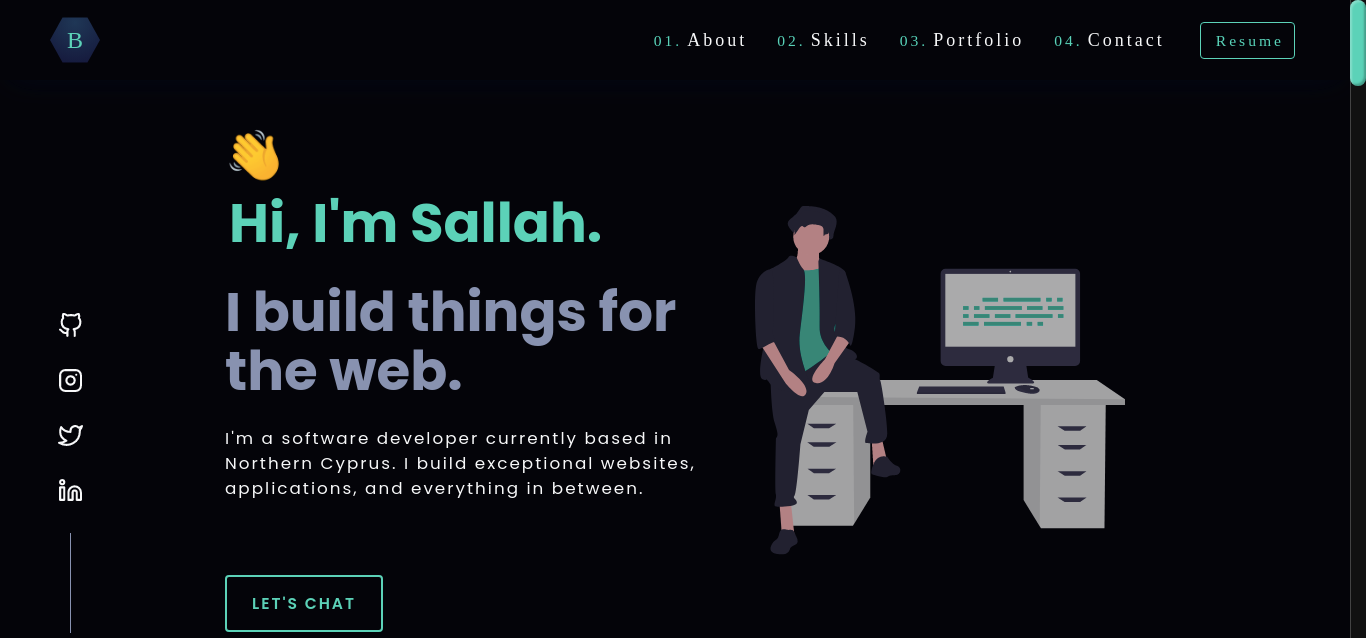 B
01. About 02. Skills 03. Portfolio 04. Contact Resume
Hi, I'm Sallah.
I build things for
the web.
I'm a software developer currently based in
Northern Cyprus. I build exceptional websites,
applications, and everything in between.
LET'S CHAT